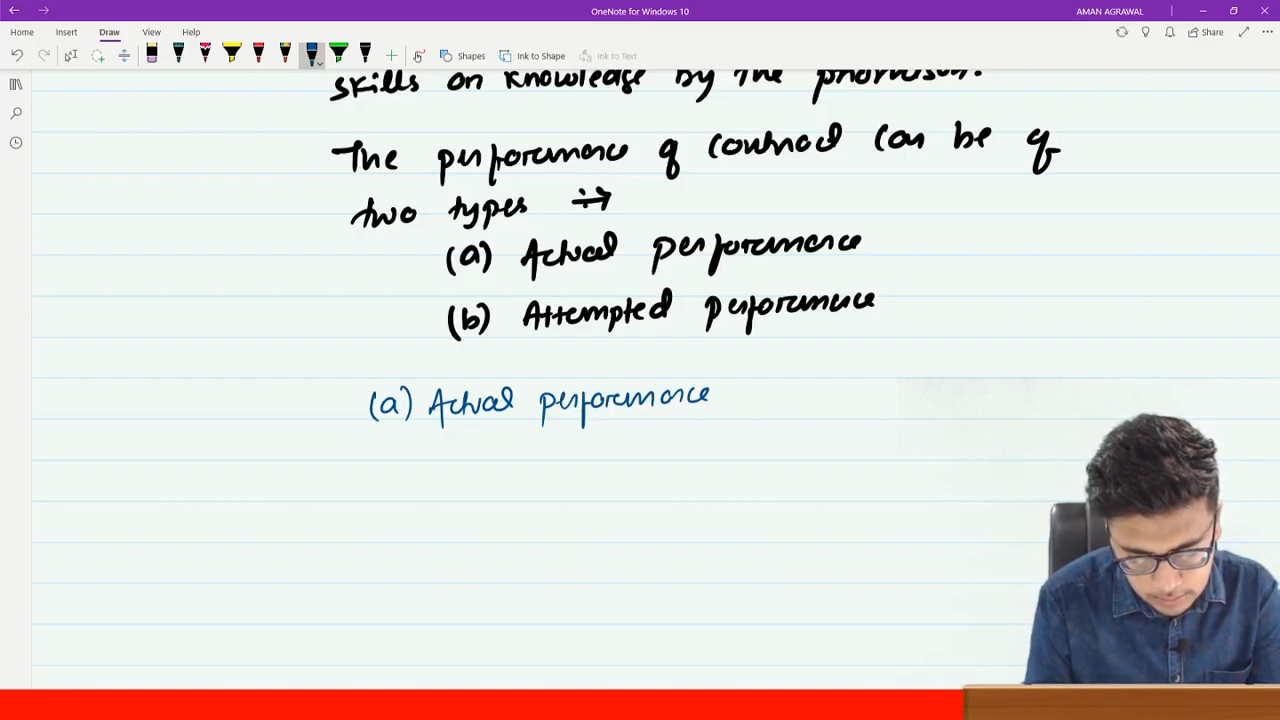 OneNote for Windows 10
AMAN AGRAWAL
Home Insert Draw View Help
Share
Shapes Ink to Shape Ink to Text
skills or knowledge by the promisor.
The performance of contract can be of
two types
(a) Actual performance
(b) Attempted performance
(a) Actual performance